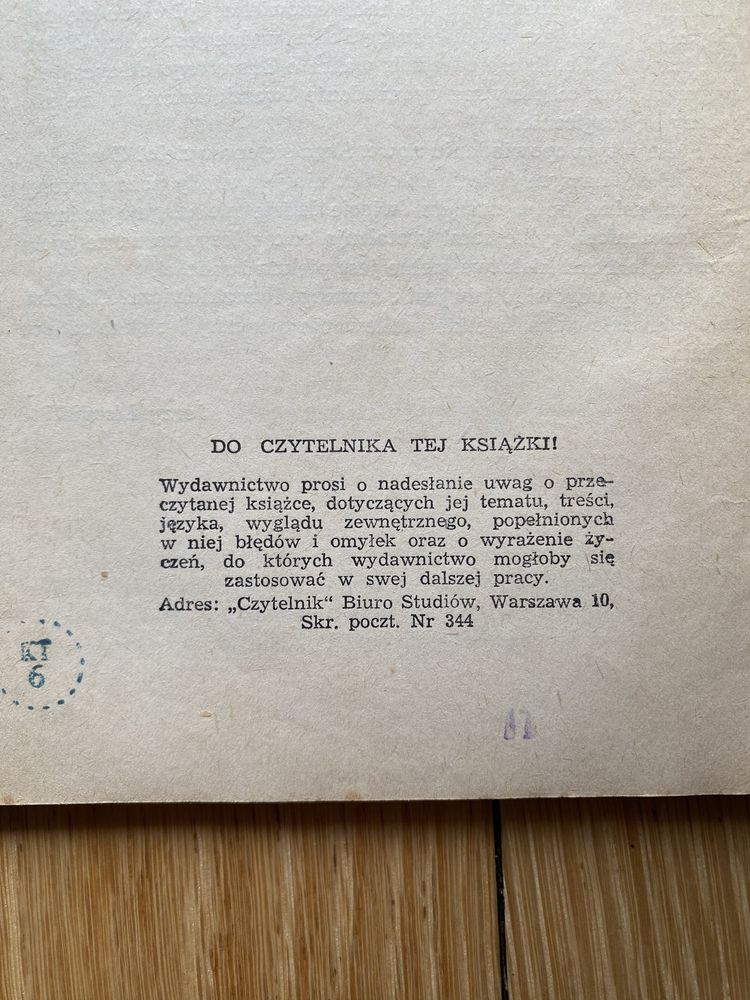 DO CZYTELNIKA TEJ KSIĄŻKI!
Wydawnictwo prosi o nadesłanie uwag o prze-
czytanej książce, dotyczących jej tematu, treści,
języka, wyglądu zewnętrznego, popełnionych
w niej błędów i omyłek oraz o wyrażenie ży-
czeń, do których wydawnictwo mogłoby się
zastosować w swej dalszej pracy.
Adres: „Czytelnik“ Biuro Studiów, Warszawa 10,
Skr. poczt. Nr 344
KT
6